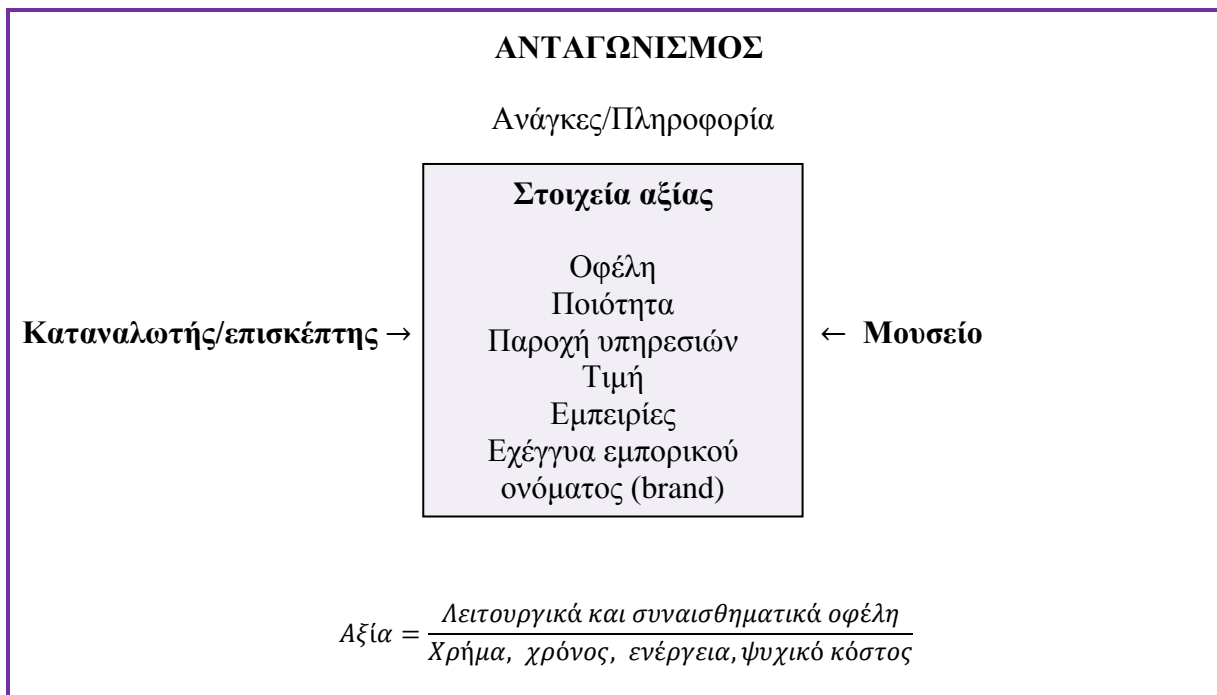 ΑΝΤΑΓΩΝΙΣΜΟΣ
Ανάγκες/Πληροφορία
Στοιχεία αξίας
Οφέλη
Ποιότητα
Καταναλωτής/επισκέπτης →
Παροχή υπηρεσιών
← Μουσείο
Τιμή
Εμπειρίες
Εχέγγυα εμπορικού
ονόματος (brand)
Αξία = Λειτουργικά και συναισθηματικά οφέλη
Χρήμα, χρόνος, ενέργεια, ψυχικό κόστος